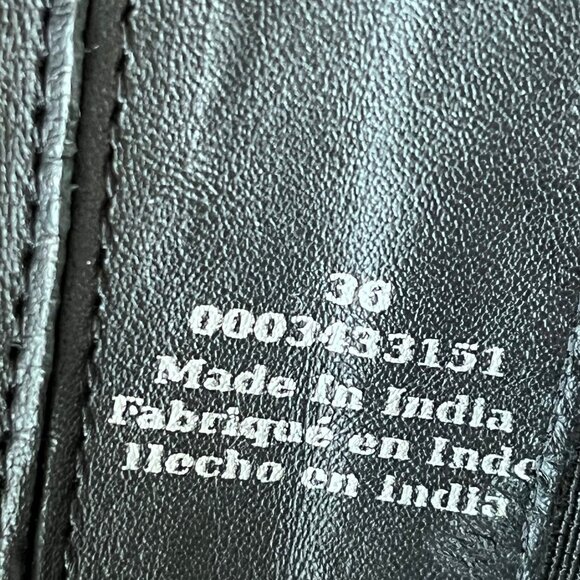 36
0003433151
Made in India
Fabriqué en Inde
Hecho en india